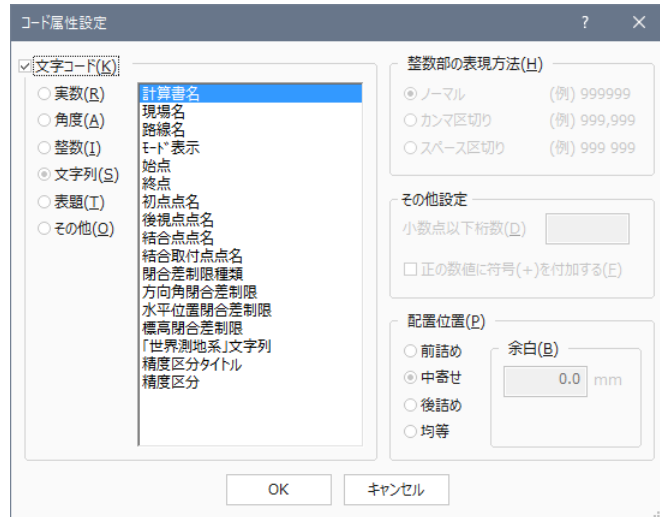 コード属性設定
? ×
文字コード(K)
実数(R)
角度(A)
整数(I)
文字列(S)
表題(T)
その他(O)
計算書名
現場名
路線名
モード表示
始点
終点
初点点名
後視点点名
結合点点名
結合取付点点名
閉合差制限種類
方向角閉合差制限
水平位置閉合差制限
標高閉合差制限
「世界測地系」文字列
精度区分タイトル
精度区分
整数部の表現方法(H)
ノーマル (例) 999999
カンマ区切り (例) 999,999
スペース区切り (例) 999 999
その他設定
小数点以下桁数(D)
正の数値に符号(+)を付加する(F)
配置位置(P)
前詰め
中寄せ
後詰め
均等
余白(B)
0.0 mm
OK キャンセル